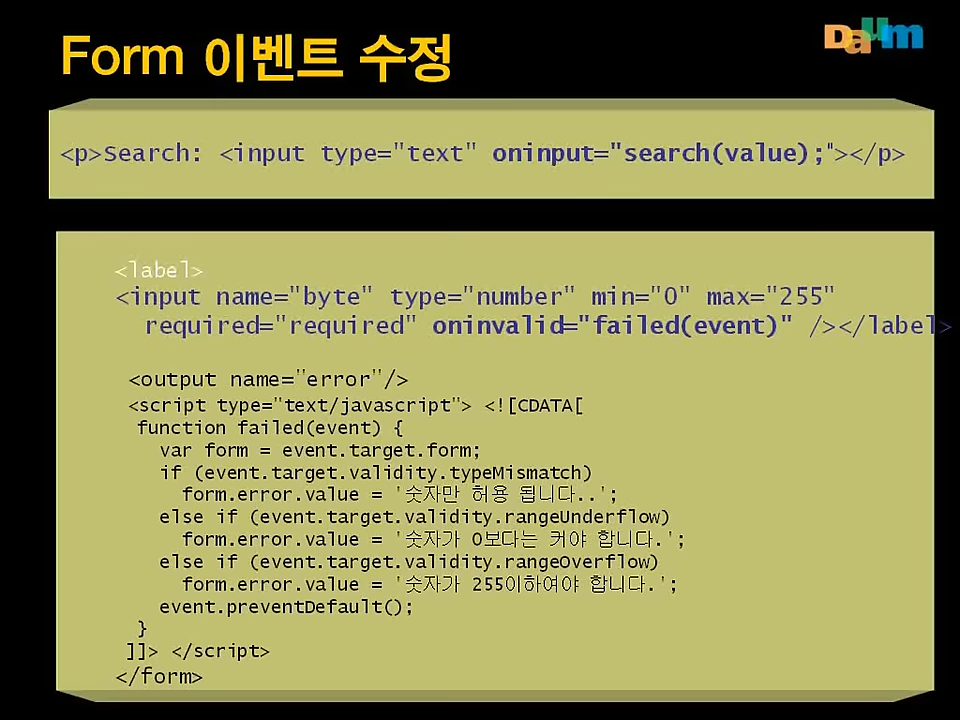 Form 이벤트 수정
Daum
<p>Search: <input type="text" oninput="search(value);"></p>
<label>
<input name="byte" type="number" min="0" max="255"
required="required" oninvalid="failed(event)" /></label>
<output name="error"/>
<script type="text/javascript"> <![CDATA[
function failed(event) {
var form = event.target.form;
if (event.target.validity.typeMismatch)
form.error.value = '숫자만 허용 됩니다..';
else if (event.target.validity.rangeUnderflow)
form.error.value = '숫자가 0보다는 커야 합니다.';
else if (event.target.validity.rangeOverflow)
form.error.value = '숫자가 255이하여야 합니다.';
event.preventDefault();
}
]]> </script>
</form>